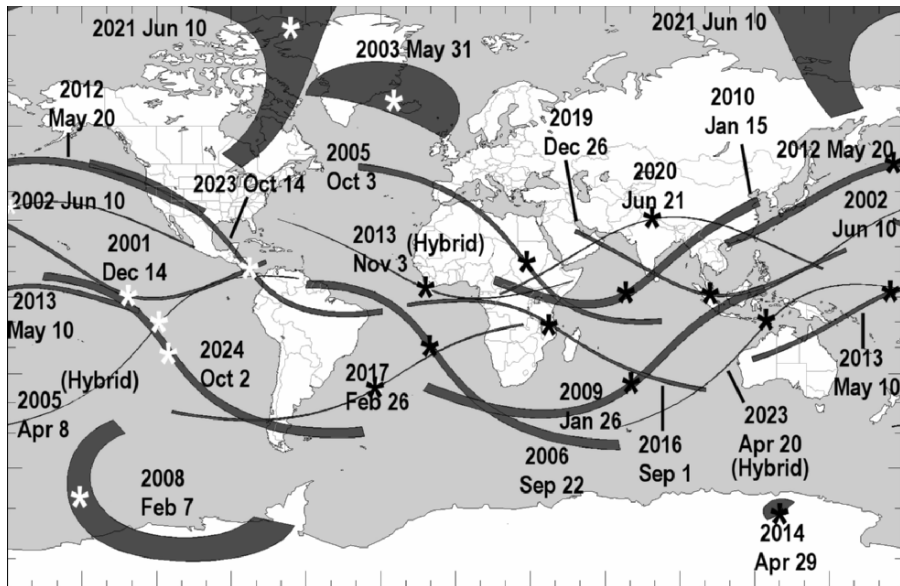 2021 Jun 10
2021 Jun 10
2003 May 31
2012
May 20
2005
Oct 3
2019
Dec 26
2010
Jan 15
2012 May 20
2023 Oct 14
2020
Jun 21
2002 Jun 10
2002
Jun 10
2001
Dec 14
2013
Nov 3
(Hybrid)
2013
May 10
2024
Oct 2
(Hybrid)
2005
Apr 8
2017
Feb 26
2009
Jan 26
2013
May 10
2016
Sep 1
2023
Apr 20
(Hybrid)
2006
Sep 22
2008
Feb 7
2014
Apr 29